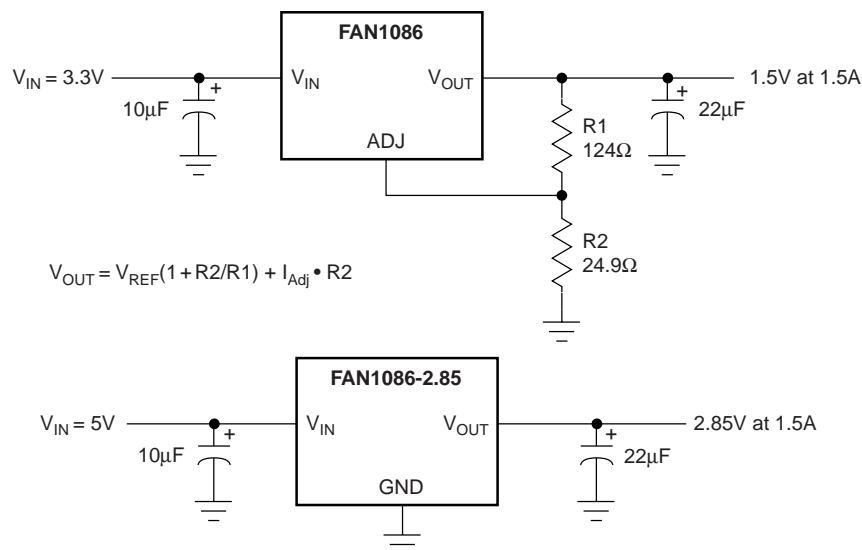 FAN1086
V_IN = 3.3V
V_IN
V_OUT
1.5V at 1.5A
10μF
+
ADJ
R1
124Ω
+
22μF
R2
24.9Ω
V_OUT = V_REF(1 + R2/R1) + I_Adj • R2
FAN1086-2.85
V_IN = 5V
V_IN
V_OUT
2.85V at 1.5A
10μF
+
GND
+
22μF